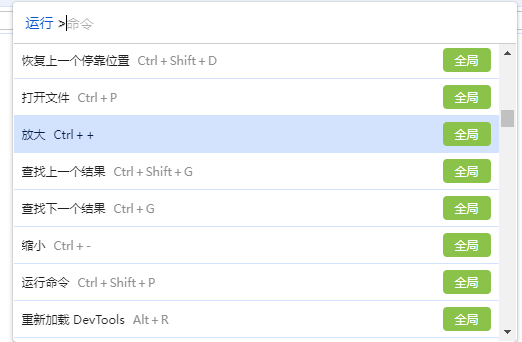 运行 >命令
恢复上一个停靠位置 Ctrl + Shift + D 全局
打开文件 Ctrl + P 全局
放大 Ctrl + + 全局
查找上一个结果 Ctrl + Shift + G 全局
查找下一个结果 Ctrl + G 全局
缩小 Ctrl + - 全局
运行命令 Ctrl + Shift + P 全局
重新加载 DevTools Alt + R 全局